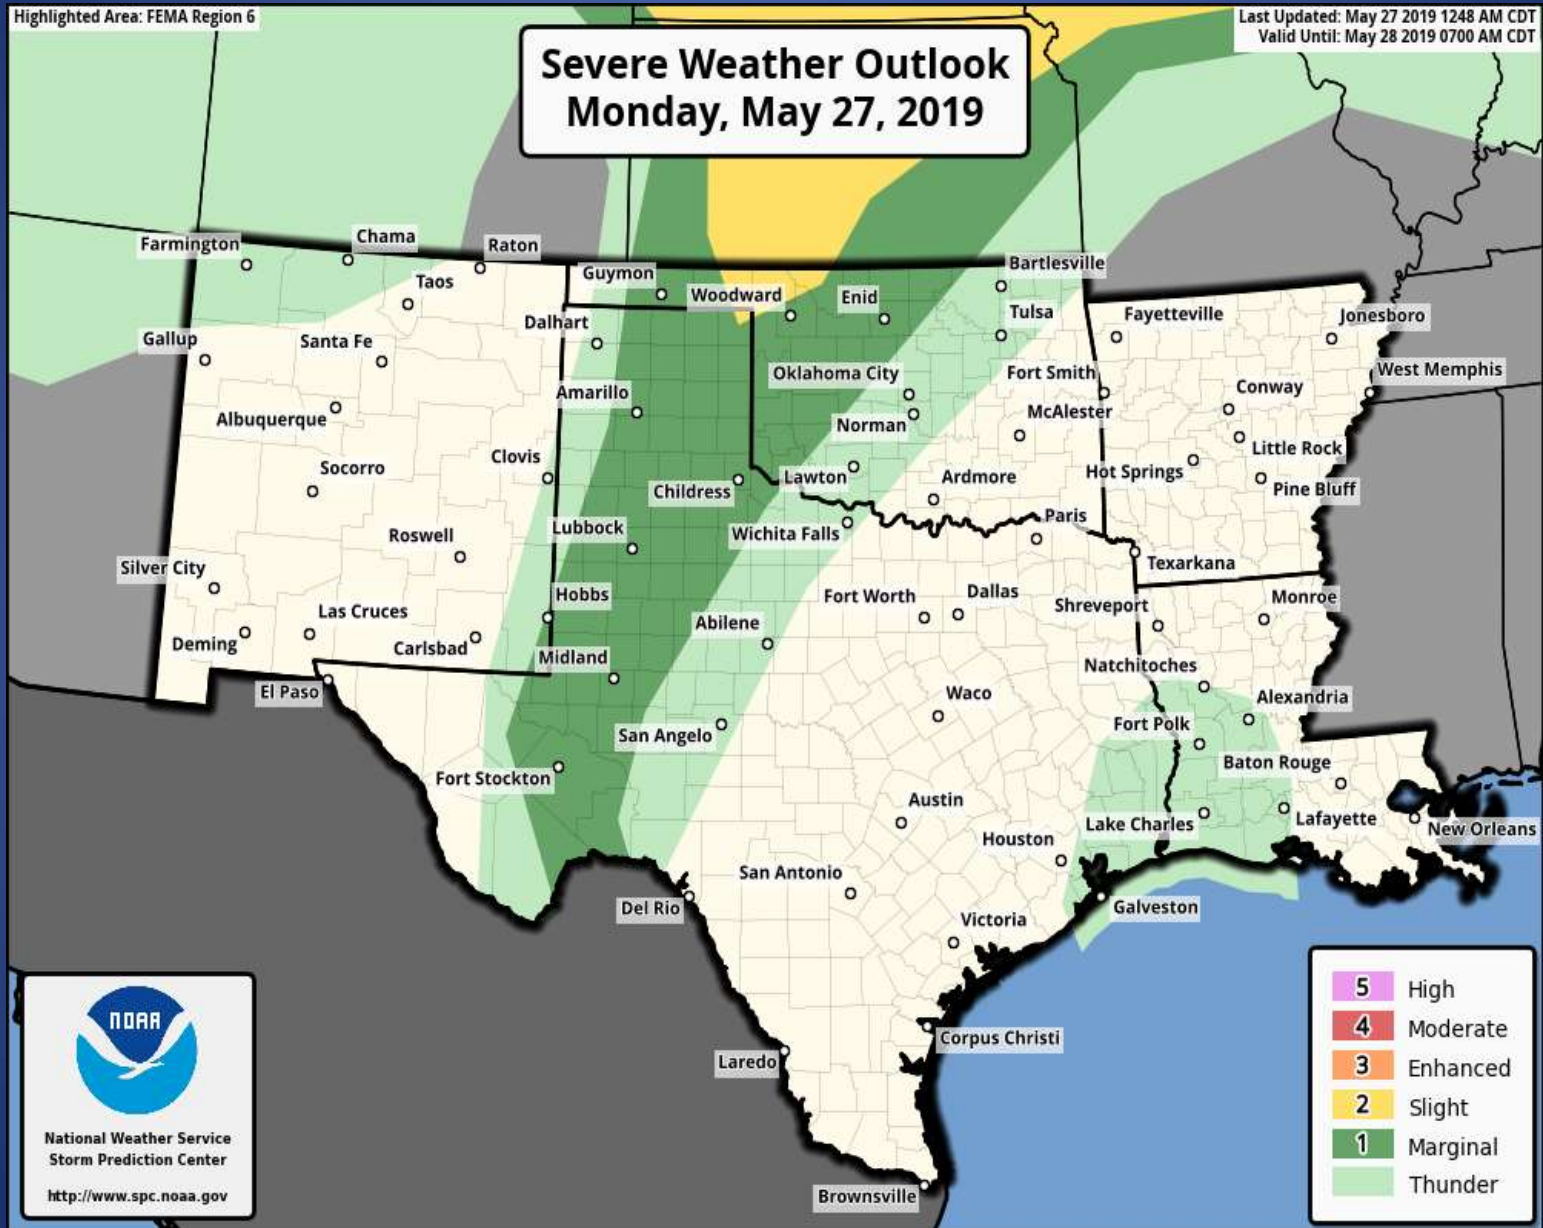 Highlighted Area: FEMA Region 6
Last Updated: May 27 2019 1248 AM CDT
Valid Until: May 28 2019 0700 AM CDT
Severe Weather Outlook
Monday, May 27, 2019
Farmington
Chama
Raton
Taos
Guymon
Woodward
Enid
Bartlesville
Tulsa
Fayetteville
Jonesboro
Gallup
Santa Fe
Dalhart
Oklahoma City
Fort Smith
West Memphis
Amarillo
Conway
Albuquerque
Norman
McAlester
Little Rock
Socorro
Clovis
Childress
Lawton
Ardmore
Hot Springs
Pine Bluff
Roswell
Lubbock
Wichita Falls
Paris
Texarkana
Silver City
Hobbs
Fort Worth
Dallas
Shreveport
Monroe
Las Cruces
Abilene
Deming
Carlsbad
Midland
Natchitoches
El Paso
Waco
Alexandria
San Angelo
Fort Polk
Fort Stockton
Baton Rouge
Austin
Lake Charles
Lafayette
New Orleans
Houston
San Antonio
Del Rio
Galveston
Victoria
Corpus Christi
Laredo
Brownsville
NOAA
National Weather Service
Storm Prediction Center
http://www.spc.noaa.gov
5 High
4 Moderate
3 Enhanced
2 Slight
1 Marginal
Thunder